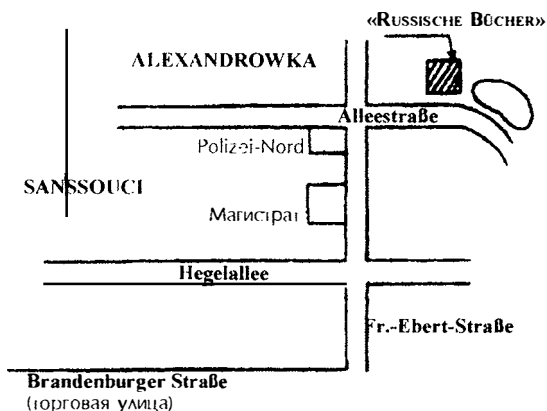 «RUSSISCHE BÜCHER»
ALEXANDROWKA
Alleestraße
Polizei-Nord
SANSSOUCI
Магистрат
Hegelallee
Fr.-Ebert-Straße
Brandenburger Straße
(торговая улица)